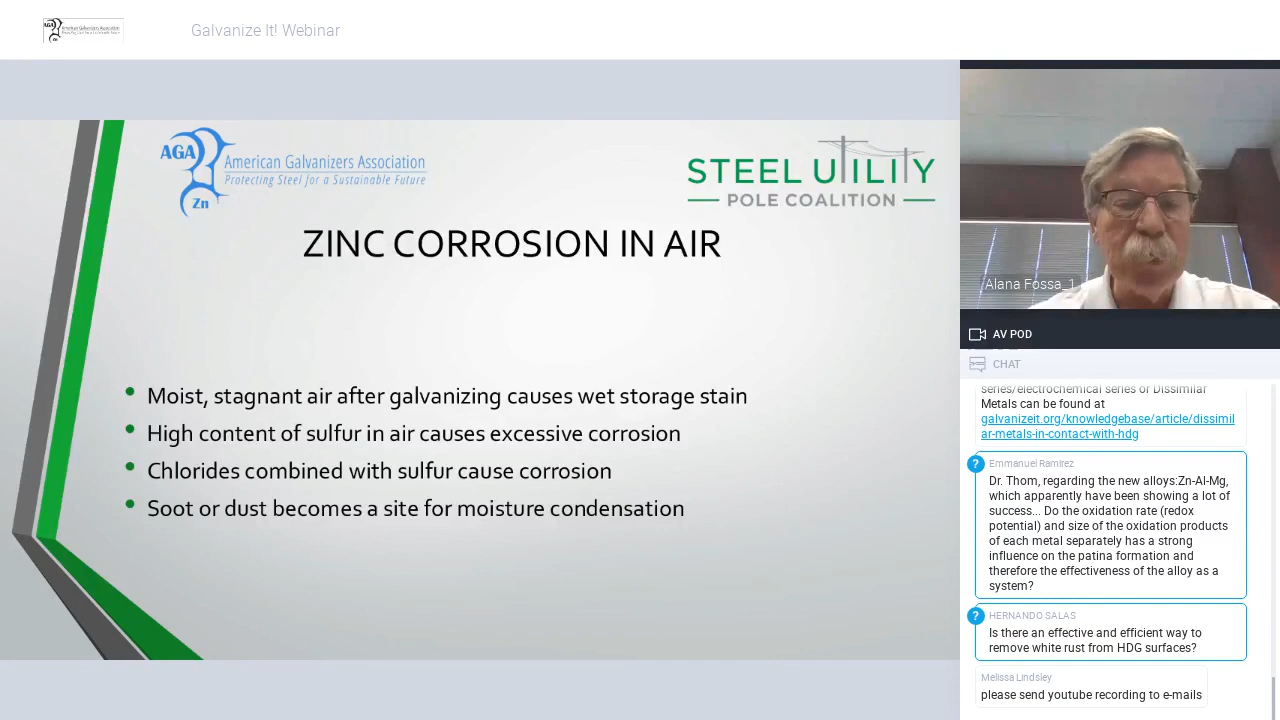 Galvanize It! Webinar
AGA
American Galvanizers Association
Protecting Steel for a Sustainable Future
Zn
STEEL UTILITY
POLE COALITION
ZINC CORROSION IN AIR
• Moist, stagnant air after galvanizing causes wet storage stain
• High content of sulfur in air causes excessive corrosion
• Chlorides combined with sulfur cause corrosion
• Soot or dust becomes a site for moisture condensation
Alana Fossa_1
AV POD
CHAT
series/electrochemical series or Dissimilar
Metals can be found at
galvanizeit.org/knowledgebase/article/dissimil
ar-metals-in-contact-with-hdg
? Emmanuel Ramirez
Dr. Thom, regarding the new alloys:Zn-Al-Mg,
which apparently have been showing a lot of
success... Do the oxidation rate (redox
potential) and size of the oxidation products
of each metal separately has a strong
influence on the patina formation and
therefore the effectiveness of the alloy as a
system?
? HERNANDO SALAS
Is there an effective and efficient way to
remove white rust from HDG surfaces?
Melissa Lindsley
please send youtube recording to e-mails